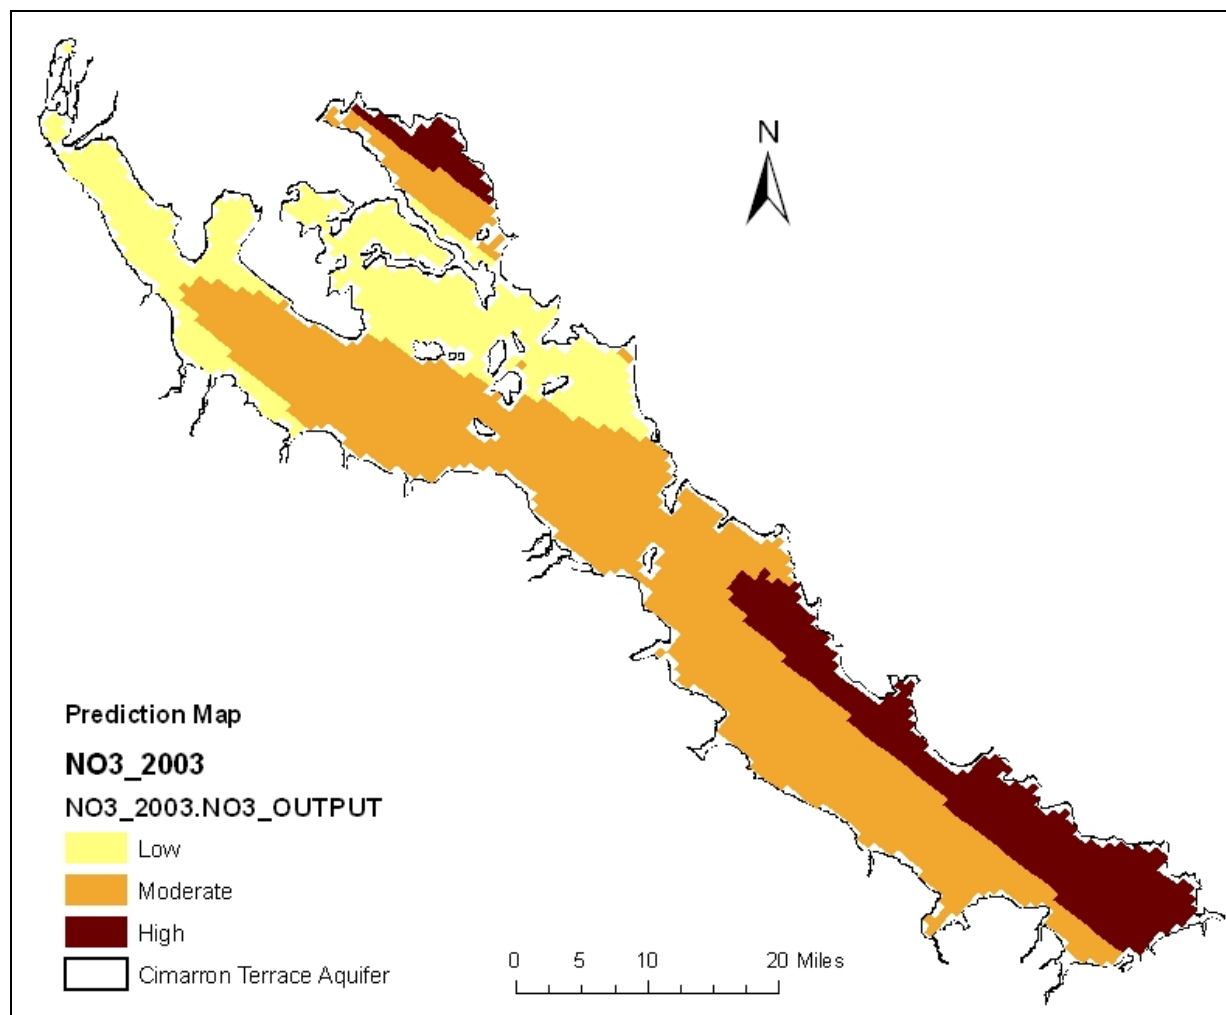 N
Prediction Map
NO3_2003
NO3_2003.NO3_OUTPUT
Low
Moderate
High
Cimarron Terrace Aquifer
0 5 10 20 Miles